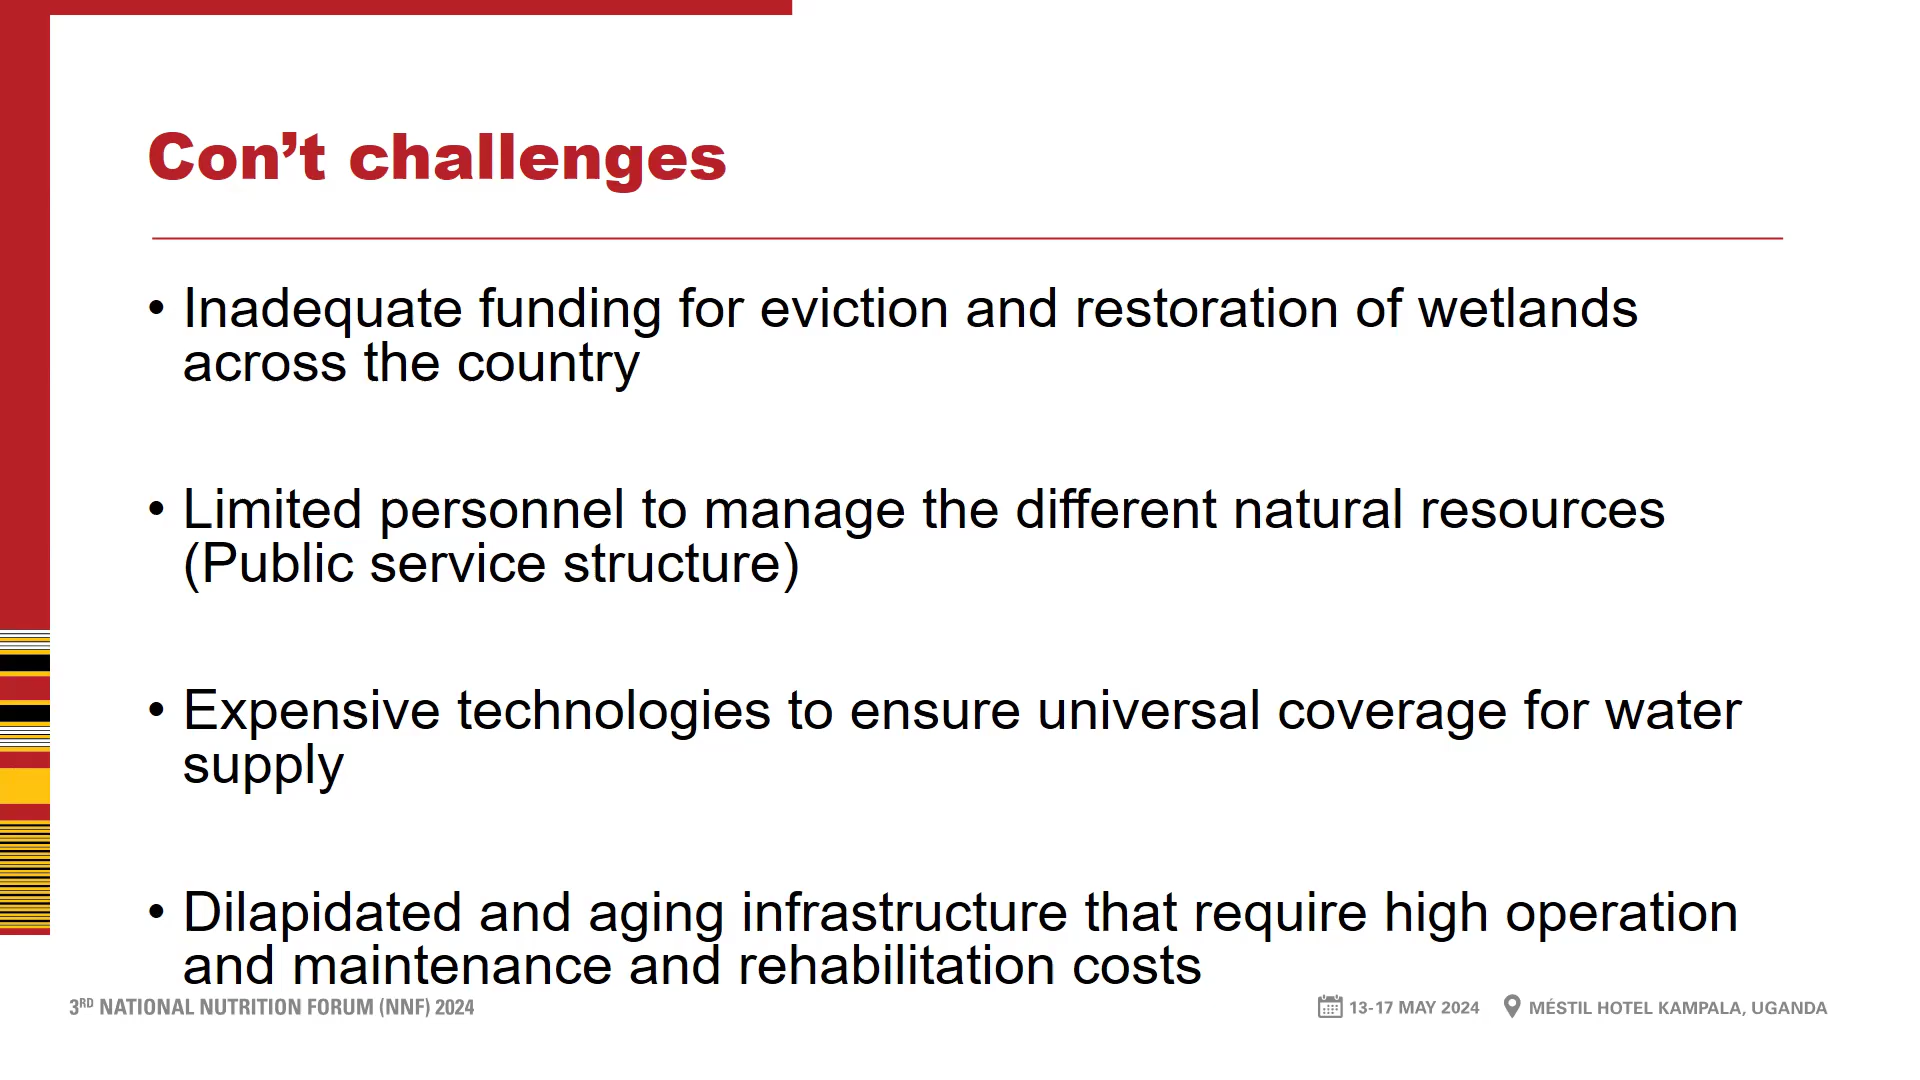 Con’t challenges
• Inadequate funding for eviction and restoration of wetlands
across the country
• Limited personnel to manage the different natural resources
(Public service structure)
• Expensive technologies to ensure universal coverage for water
supply
• Dilapidated and aging infrastructure that require high operation
and maintenance and rehabilitation costs
3RD NATIONAL NUTRITION FORUM (NNF) 2024
13-17 MAY 2024
MÉSTIL HOTEL KAMPALA, UGANDA